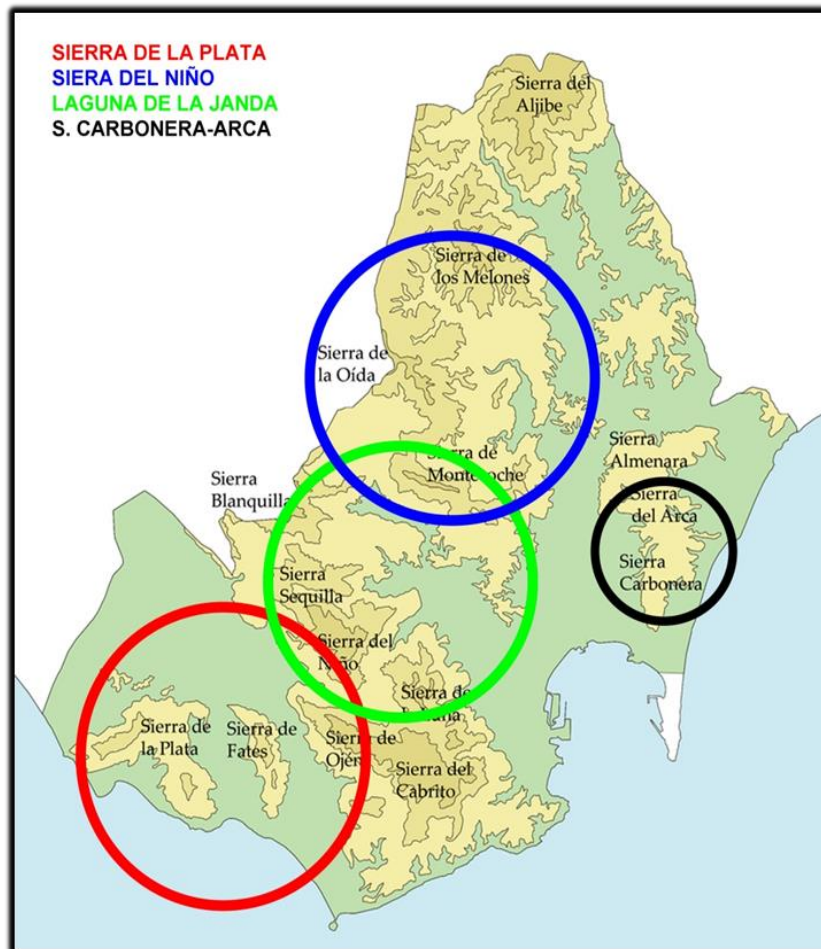 SIERRA DE LA PLATA
SIERA DEL NIÑO
LAGUNA DE LA JANDA
S. CARBONERA-ARCA
Sierra del
Aljibe
Sierra de
los Melones
Sierra de
la Oída
Sierra de
Sierra
Almenara
Sierra
Blanquilla
Sierra
del Arca
Sierra
Carbonera
Sierra
Sequilla
Sierra del
Niño
Sierra de
Sierra de
la Plata
Sierra de
Fates
Sierra de
Ojén
Sierra del
Cabrito